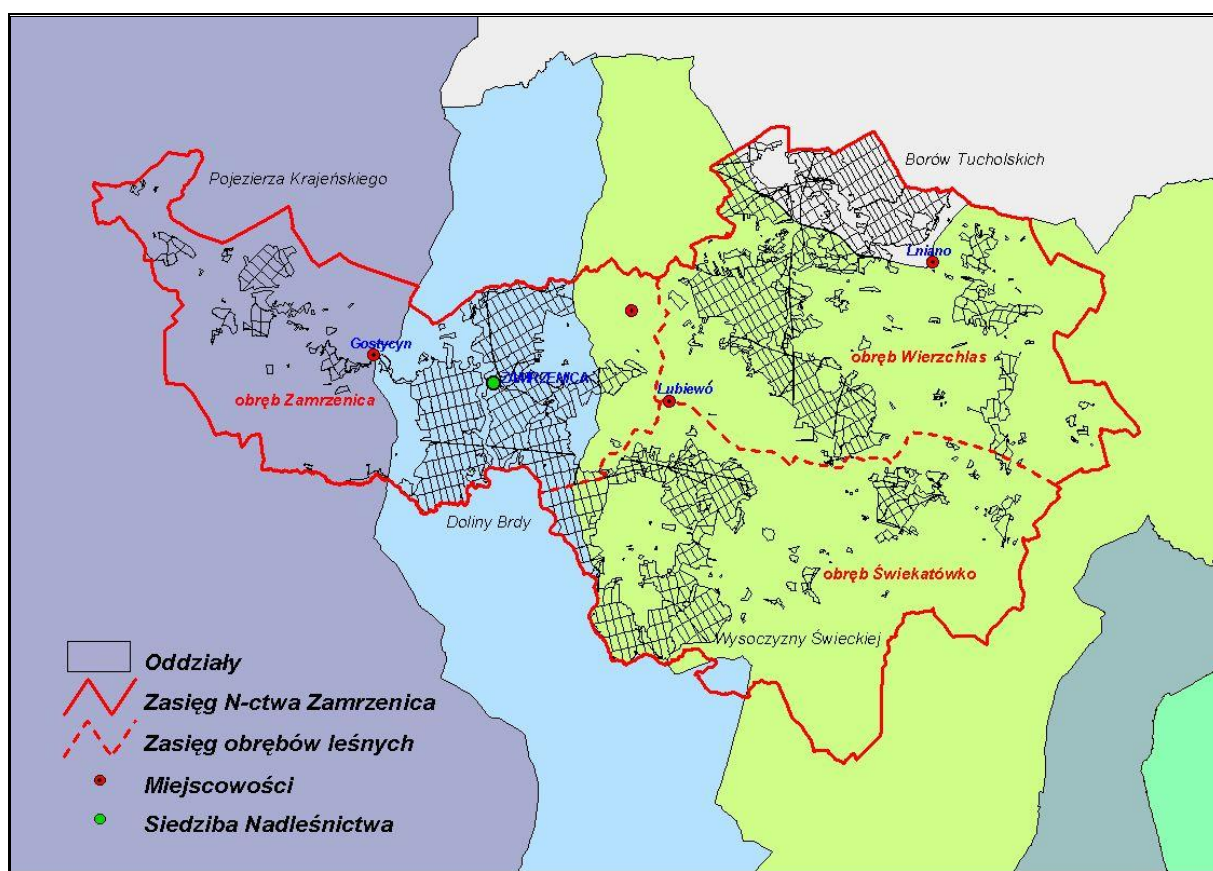 Borów Tucholskich
Pojezierza Krajeńskiego
Lniano
Gostycyn
obręb Wierzchlas
ZAMRZENICA
Lubiewo
obręb Zamrzenica
Doliny Brdy
obręb Świekatówko
Wysoczyzny Świeckiej
Oddziały
Zasięg N-ctwa Zamrzenica
Zasięg obrębów leśnych
Miejscowości
Siedziba Nadleśnictwa